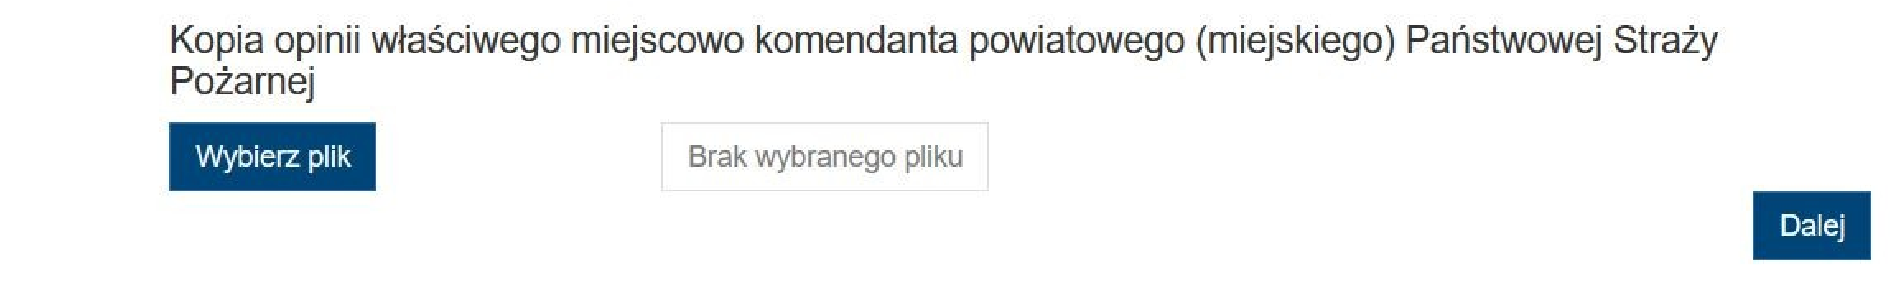 Kopia opinii właściwego miejscowo komendanta powiatowego (miejskiego) Państwowej Straży
Pożarnej
Wybierz plik
Brak wybranego pliku
Dalej